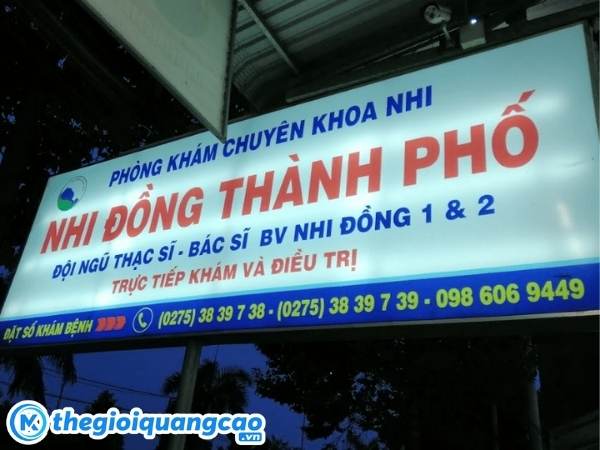 PHÒNG KHÁM CHUYÊN KHOA NHI
NHI ĐỒNG THÀNH PHỐ
ĐỘI NGŨ THẠC SĨ - BÁC SĨ BV NHI ĐỒNG 1 & 2
TRỰC TIẾP KHÁM VÀ ĐIỀU TRỊ
ĐẶT SỐ KHÁM BỆNH (0275) 38 39 7 38 - (0275) 38 39 7 39 - 098 606 9449
thegioiquangcao.vn